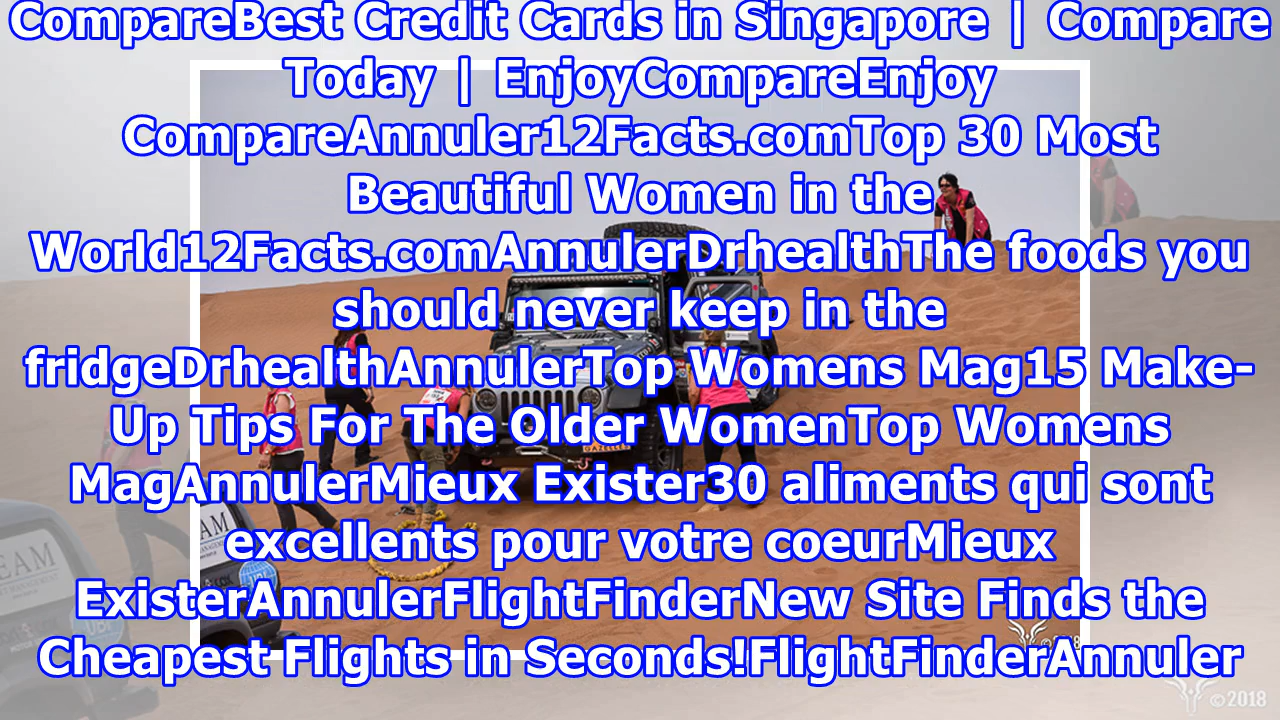 CompareBest Credit Cards in Singapore | Compare
Today | EnjoyCompareEnjoy
CompareAnnuler12Facts.comTop 30 Most
Beautiful Women in the
World12Facts.comAnnulerDrhealthThe foods you
should never keep in the
fridgeDrhealthAnnulerTop Womens Mag15 Make-
Up Tips For The Older WomenTop Womens
MagAnnulerMieux Exister30 aliments qui sont
excellents pour votre coeurMieux
ExisterAnnulerFlightFinderNew Site Finds the
Cheapest Flights in Seconds!FlightFinderAnnuler
GAZELLES
©2018